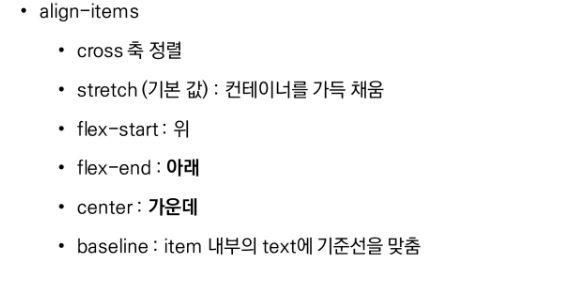 • align-items
• cross 축 정렬
• stretch (기본 값) : 컨테이너를 가득 채움
• flex-start : 위
• flex-end : 아래
• center : 가운데
• baseline : item 내부의 text에 기준선을 맞춤